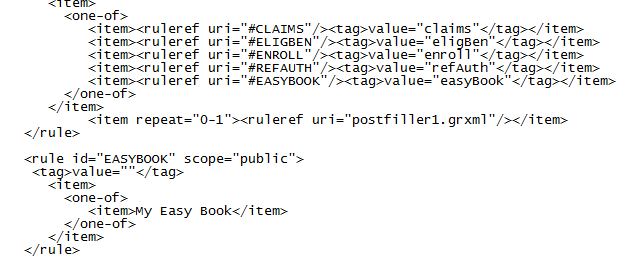 <item>
<one-of>
<item><ruleref uri="#CLAIMS"/><tag>value="claims"</tag></item>
<item><ruleref uri="#ELIGBEN"/><tag>value="eligBen"</tag></item>
<item><ruleref uri="#ENROLL"/><tag>value="enroll"</tag></item>
<item><ruleref uri="#REFAUTH"/><tag>value="refAuth"</tag></item>
<item><ruleref uri="#EASYBOOK"/><tag>value="easyBook"</tag></item>
</one-of>
</item>
<item repeat="0-1"><ruleref uri="postfiller1.grxml"/></item>
</rule>
<rule id="EASYBOOK" scope="public">
<tag>value=""</tag>
<item>
<one-of>
<item>My Easy Book</item>
</one-of>
</item>
</rule>